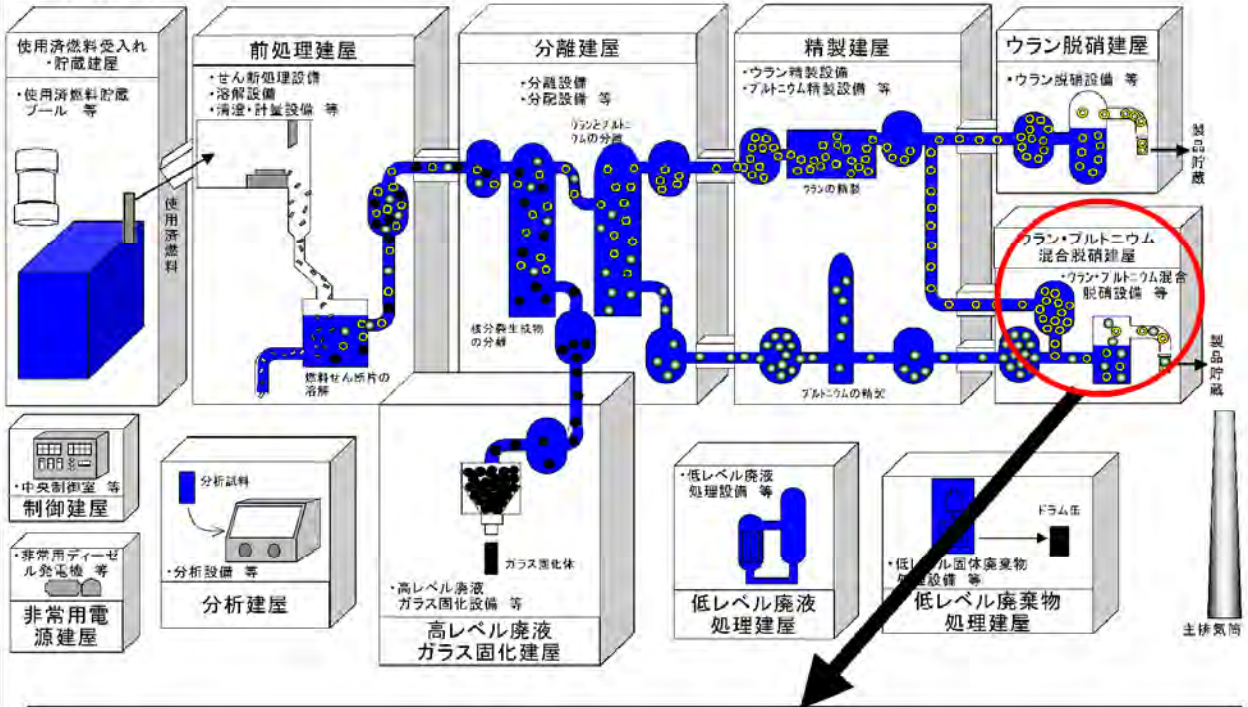 使用済燃料受入れ
・貯蔵建屋
・使用済燃料貯蔵
プール 等
使用済燃料
前処理建屋
・せん断処理設備
・溶解設備
・清澄・計量設備 等
燃料せん断片の
溶解
分離建屋
・分離設備
・分配設備 等
ウランとプルトニ
ウムの分離
核分裂生成物
の分離
精製建屋
・ウラン精製設備
・プルトニウム精製設備 等
ウランの精製
プルトニウムの精製
ウラン脱硝建屋
・ウラン脱硝設備 等
製品貯蔵
ウラン・プルトニウム
混合脱硝建屋
・ウラン・プルトニウム混合
脱硝設備 等
製品貯蔵
・中央制御室 等
制御建屋
・非常用ディーゼ
ル発電機 等
非常用電
源建屋
分析試料
・分析設備 等
分析建屋
ガラス固化体
・高レベル廃液
ガラス固化設備 等
高レベル廃液
ガラス固化建屋
・低レベル廃液
処理設備 等
低レベル廃液
処理建屋
ドラム缶
・低レベル固体廃棄物
処理設備 等
低レベル廃棄物
処理建屋
主排気筒